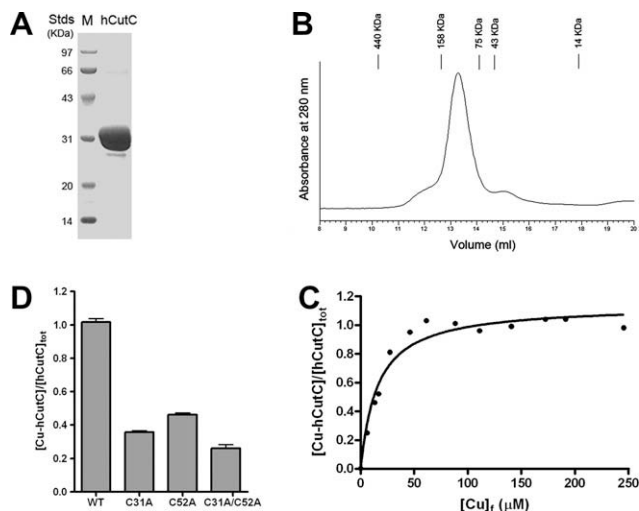 A
Stds M hCutC
(KDa)
97
66
43
31
20
14
B
440 KDa
158 KDa
75 KDa
43 KDa
14 KDa
Absorbance at 280 nm
8 9 10 11 12 13 14 15 16 17 18 19 20
Volume (ml)
D
[Cu-hCutC]/[hCutC]tot
1.2
1.0
0.8
0.6
0.4
0.2
0.0
WT C31A C52A C31A/C52A
C
[Cu-hCutC]/[hCutC]tot
1.2
1.0
0.8
0.6
0.4
0.2
0.0
0 50 100 150 200 250
[Cu]f (μM)